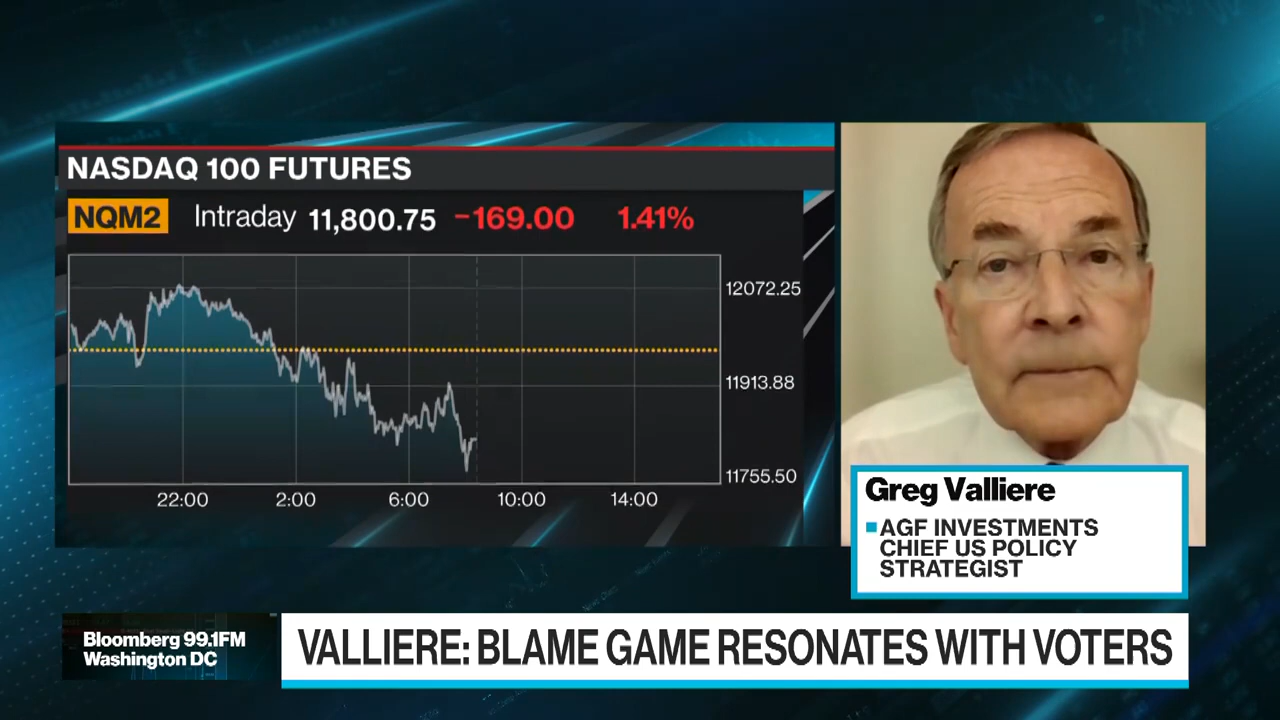 NASDAQ 100 FUTURES
NQM2 Intraday 11,800.75 -169.00 1.41%
12072.25
11913.88
11755.50
22:00 2:00 6:00 10:00 14:00
Greg Valliere
AGF INVESTMENTS
CHIEF US POLICY
STRATEGIST
Bloomberg 99.1FM
Washington DC
VALLIERE: BLAME GAME RESONATES WITH VOTERS